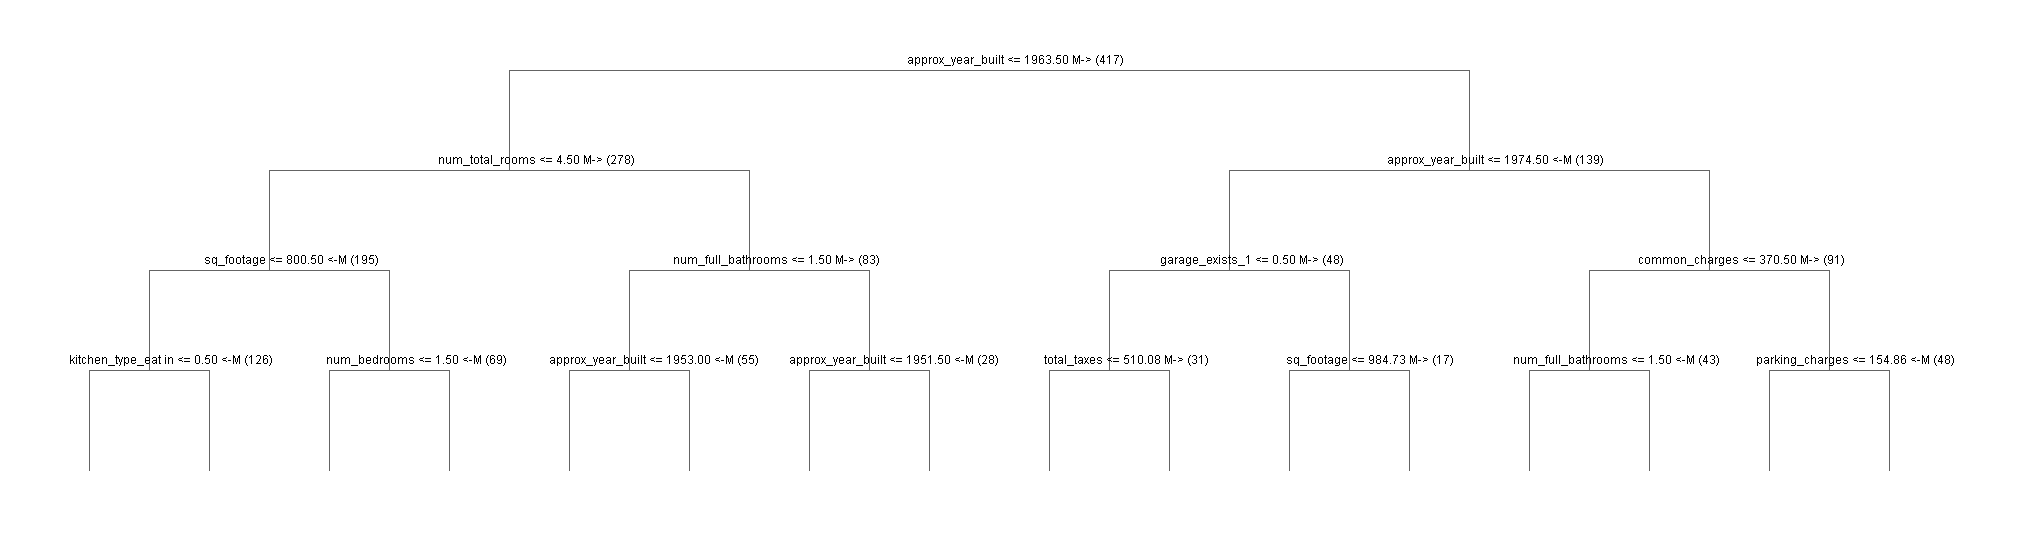 approx_year_built <= 1963.50 M-> (417)
num_total_rooms <= 4.50 M-> (278)
approx_year_built <= 1974.50 <-M (139)
sq_footage <= 800.50 <-M (195)
num_full_bathrooms <= 1.50 M-> (83)
garage_exists_1 <= 0.50 M-> (48)
common_charges <= 370.50 M-> (91)
kitchen_type_eat in <= 0.50 <-M (126)
num_bedrooms <= 1.50 <-M (69)
approx_year_built <= 1953.00 <-M (55)
approx_year_built <= 1951.50 <-M (28)
total_taxes <= 510.08 M-> (31)
sq_footage <= 984.73 M-> (17)
num_full_bathrooms <= 1.50 <-M (43)
parking_charges <= 154.86 <-M (48)